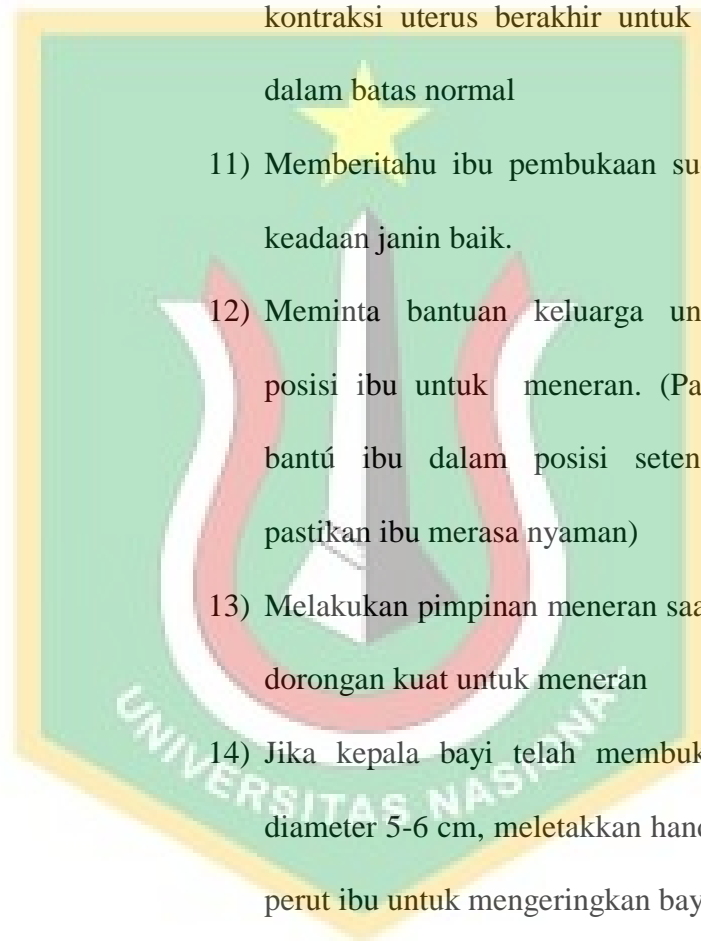 kontraksi uterus berakhir untuk
dalam batas normal
11) Memberitahu ibu pembukaan su
keadaan janin baik.
12) Meminta bantuan keluarga un
posisi ibu untuk meneran. (Pa
bantú ibu dalam posisi seten
pastikan ibu merasa nyaman)
13) Melakukan pimpinan meneran saa
dorongan kuat untuk meneran
14) Jika kepala bayi telah membuk
diameter 5-6 cm, meletakkan hand
perut ibu untuk mengeringkan bay
UNIVERSITAS NASIONAL